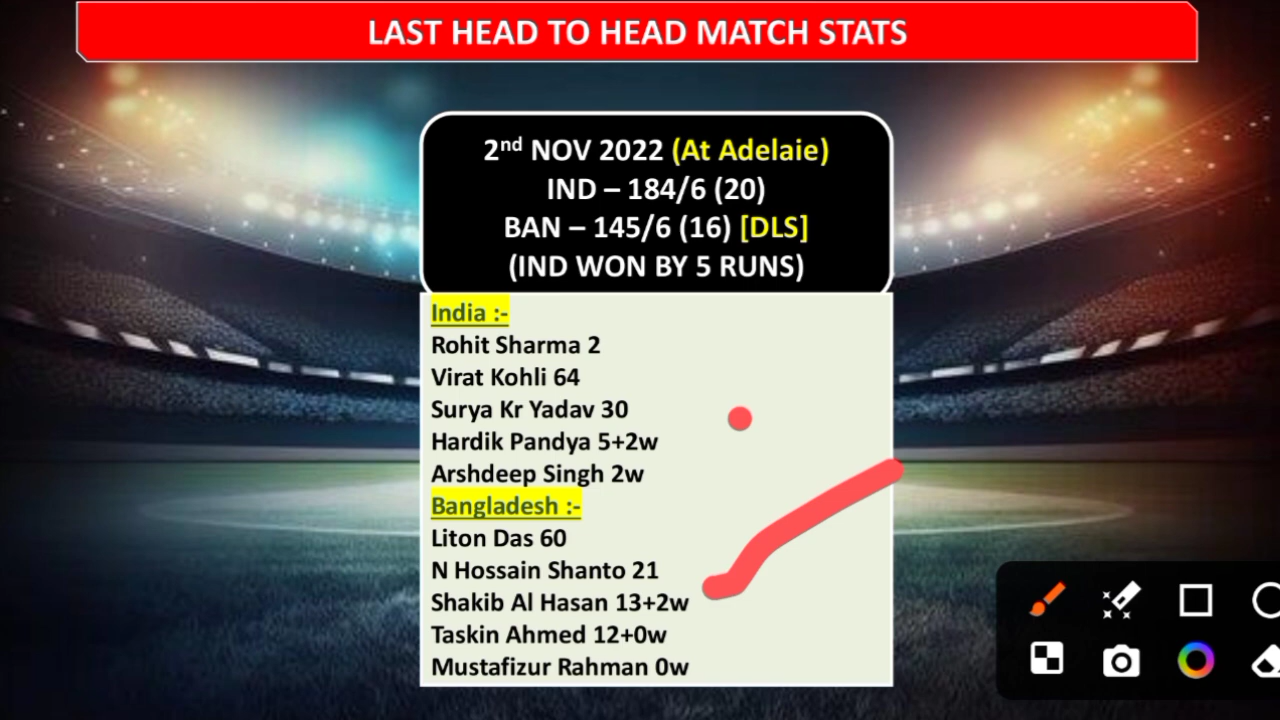 LAST HEAD TO HEAD MATCH STATS
2nd NOV 2022 (At Adelaie)
IND – 184/6 (20)
BAN – 145/6 (16) [DLS]
(IND WON BY 5 RUNS)
India :-
Rohit Sharma 2
Virat Kohli 64
Surya Kr Yadav 30
Hardik Pandya 5+2w
Arshdeep Singh 2w
Bangladesh :-
Liton Das 60
N Hossain Shanto 21
Shakib Al Hasan 13+2w
Taskin Ahmed 12+0w
Mustafizur Rahman 0w